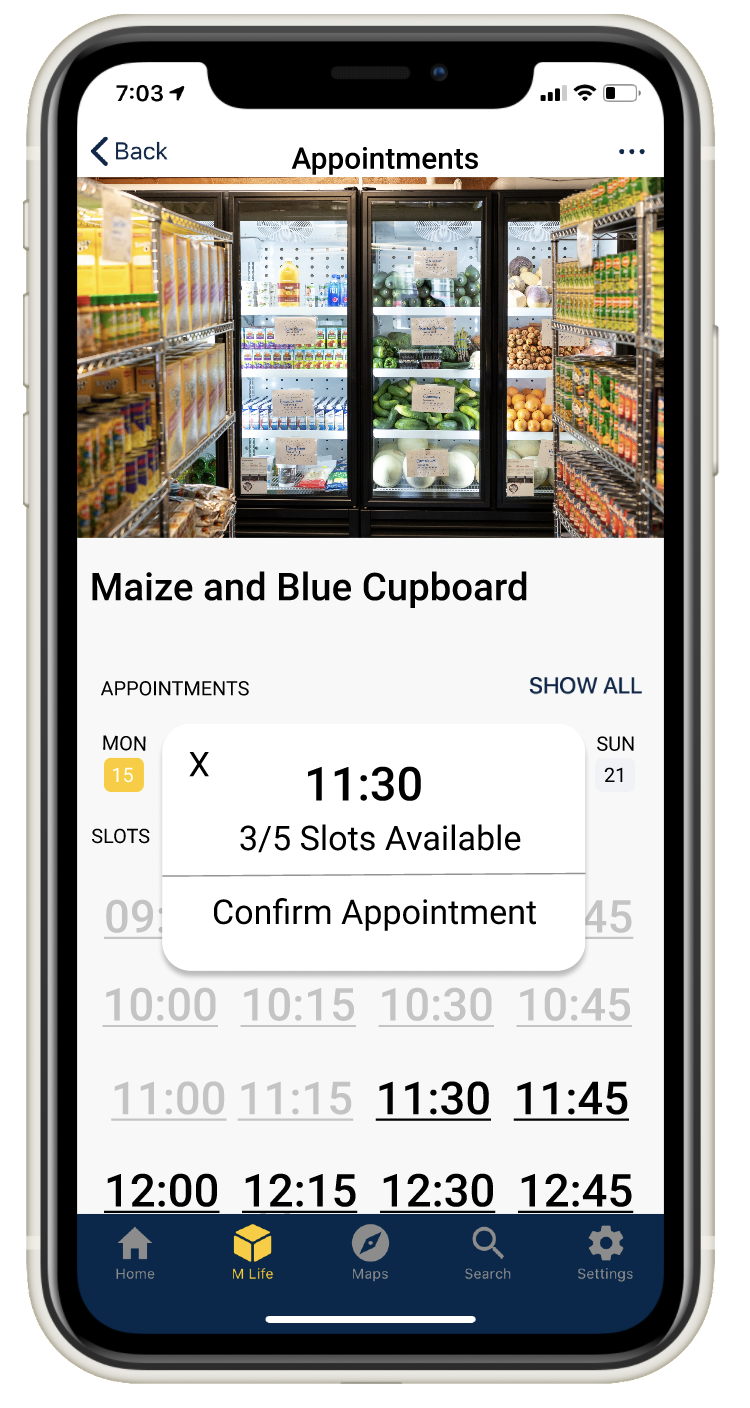 7:03
Back
Appointments
Maize and Blue Cupboard
APPOINTMENTS
SHOW ALL
MON
SUN
15
21
X
11:30
3/5 Slots Available
SLOTS
Confirm Appointment
09: 45
10:00 10:15 10:30 10:45
11:00 11:15 11:30 11:45
12:00 12:15 12:30 12:45
Home M Life Maps Search Settings